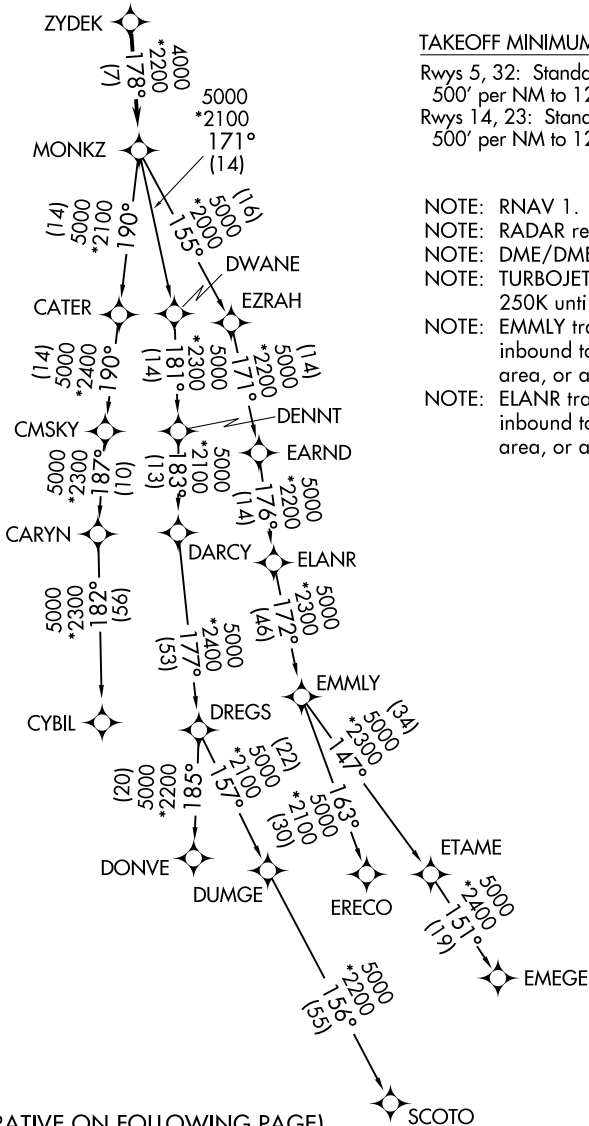 ZYDEK
4000
*2200
178°
(7)
MONKZ
5000
*2100
171°
(14)
(14)
5000
*2100
190°
(16)
5000
*2000
155°
DWANE
CATER
EZRAH
(14)
5000
*2400
190°
5000
*2300
181°
(14)
(14)
5000
*2200
171°
DENNT
CMSKY
EARND
5000
*2300
187°
(10)
5000
*2100
183°
(13)
5000
*2200
176°
(14)
CARYN
DARCY
ELANR
5000
*2300
182°
(56)
5000
*2400
177°
(53)
5000
*2300
172°
(46)
EMMLY
CYBIL
DREGS
(34)
5000
*2300
147°
(20)
5000
*2200
185°
(22)
5000
*2100
157°
163°
5000
*2100
(30)
DONVE
DUMGE
ERECO
ETAME
5000
*2400
151°
(19)
EMEGE
5000
*2200
156°
(55)
SCOTO
TAKEOFF MINIMUM
Rwys 5, 32: Standa
500' per NM to 12
Rwys 14, 23: Stand
500' per NM to 12
NOTE: RNAV 1.
NOTE: RADAR re
NOTE: DME/DME
NOTE: TURBOJET
250K unti
NOTE: EMMLY tra
inbound to
area, or a
NOTE: ELANR tra
inbound to
area, or a
RATIVE ON FOLLOWING PAGE)